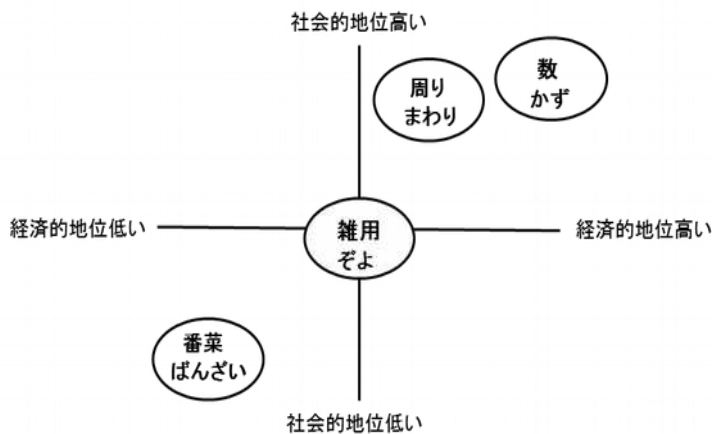 社会的地位高い
周り
まわり
数
かず
経済的地位低い
雑用
ぞよ
経済的地位高い
番菜
ばんざい
社会的地位低い